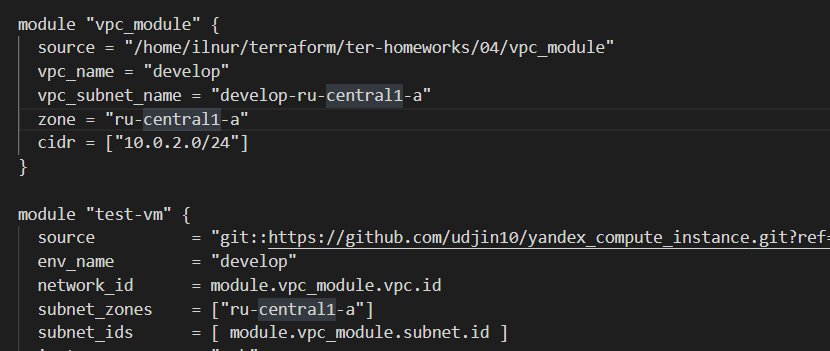 module "vpc_module" {
  source = "/home/ilnur/terraform/ter-homeworks/04/vpc_module"
  vpc_name = "develop"
  vpc_subnet_name = "develop-ru-central1-a"
  zone = "ru-central1-a"
  cidr = ["10.0.2.0/24"]
}
module "test-vm" {
  source          = "git::https://github.com/udjin10/yandex_compute_instance.git?ref=
  env_name        = "develop"
  network_id      = module.vpc_module.vpc.id
  subnet_zones    = ["ru-central1-a"]
  subnet_ids      = [ module.vpc_module.subnet.id ]